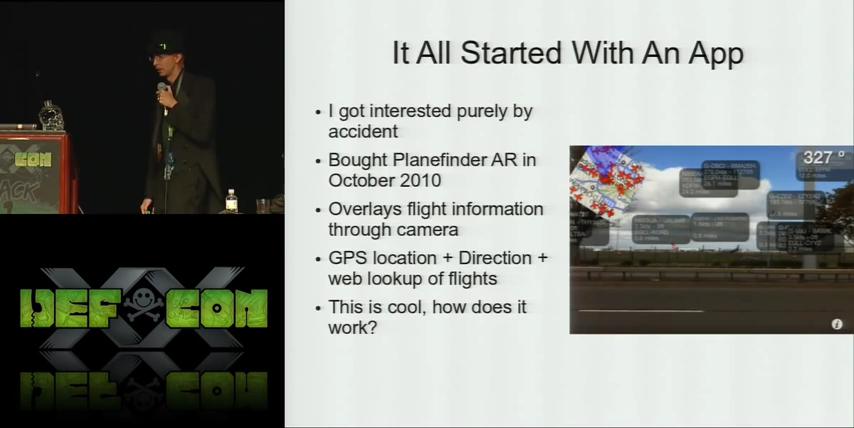 It All Started With An App
• I got interested purely by
accident
• Bought Planefinder AR in
October 2010
• Overlays flight information
through camera
• GPS location + Direction +
web lookup of flights
• This is cool, how does it
work?
327 °
i
CON
DEF CON